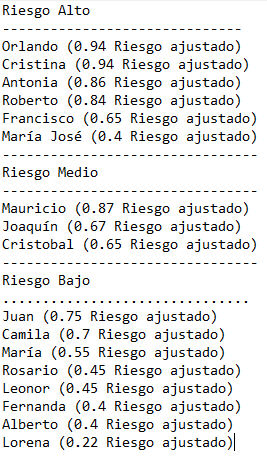 Riesgo Alto
------------------------------
Orlando (0.94 Riesgo ajustado)
Cristina (0.94 Riesgo ajustado)
Antonia (0.86 Riesgo ajustado)
Roberto (0.84 Riesgo ajustado)
Francisco (0.65 Riesgo ajustado)
María José (0.4 Riesgo ajustado)
--------------------------------
Riesgo Medio
--------------------------------
Mauricio (0.87 Riesgo ajustado)
Joaquín (0.67 Riesgo ajustado)
Cristobal (0.65 Riesgo ajustado)
--------------------------------
Riesgo Bajo
...............................
Juan (0.75 Riesgo ajustado)
Camila (0.7 Riesgo ajustado)
María (0.55 Riesgo ajustado)
Rosario (0.45 Riesgo ajustado)
Leonor (0.45 Riesgo ajustado)
Fernanda (0.4 Riesgo ajustado)
Alberto (0.4 Riesgo ajustado)
Lorena (0.22 Riesgo ajustado)